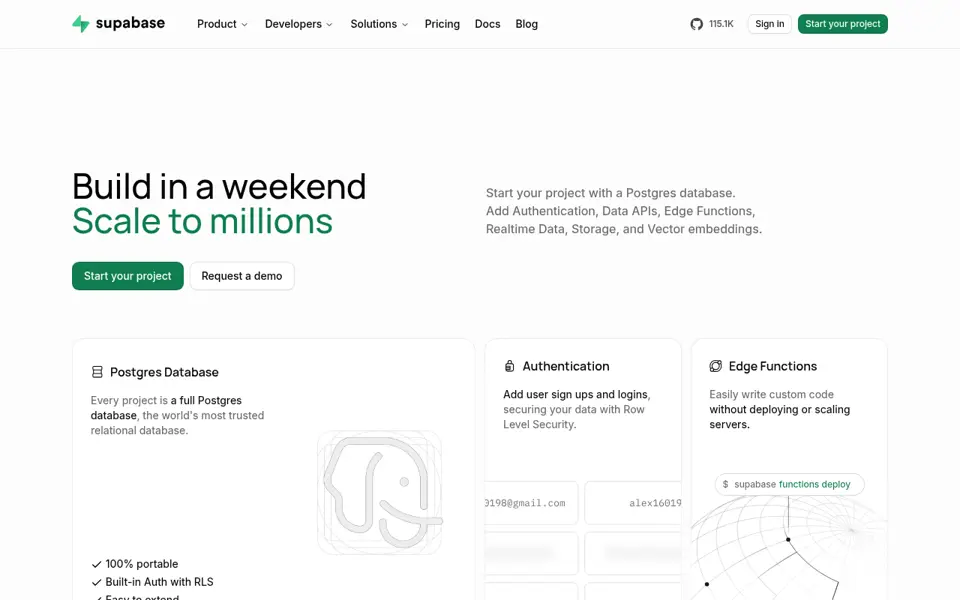 supabase
Product
Developers
Solutions
Pricing
Docs
Blog
115.1K
Sign in
Start your project
Build in a weekend
Scale to millions
Start your project with a Postgres database.
Add Authentication, Data APIs, Edge Functions,
Realtime Data, Storage, and Vector embeddings.
Start your project
Request a demo
Postgres Database
Every project is a full Postgres
database, the world's most trusted
relational database.
✓ 100% portable
✓ Built-in Auth with RLS
✓ Easy to extend
Authentication
Add user sign ups and logins,
securing your data with Row
Level Security.
0198@gmail.com
alex16019
Edge Functions
Easily write custom code
without deploying or scaling
servers.
$ supabase functions deploy